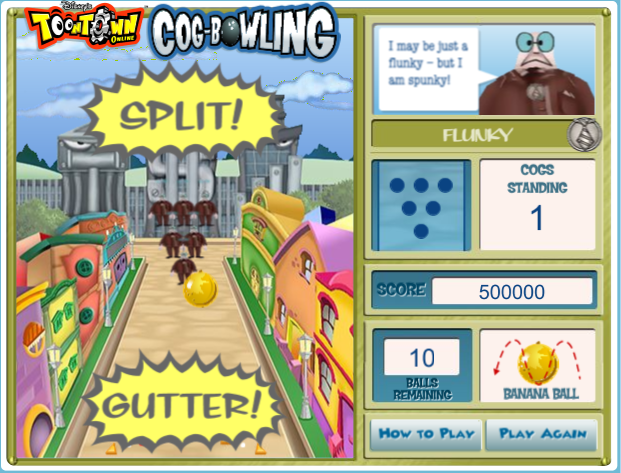 Disney's
TOONTOWN
ONLINE
COG-BOWLING
SPLIT!
GUTTER!
I may be just a
flunky – but I
am spunky!
FLUNKY
COGS
STANDING
1
SCORE
500000
10
BALLS
REMAINING
BANANA BALL
HOW TO PLAY
PLAY AGAIN